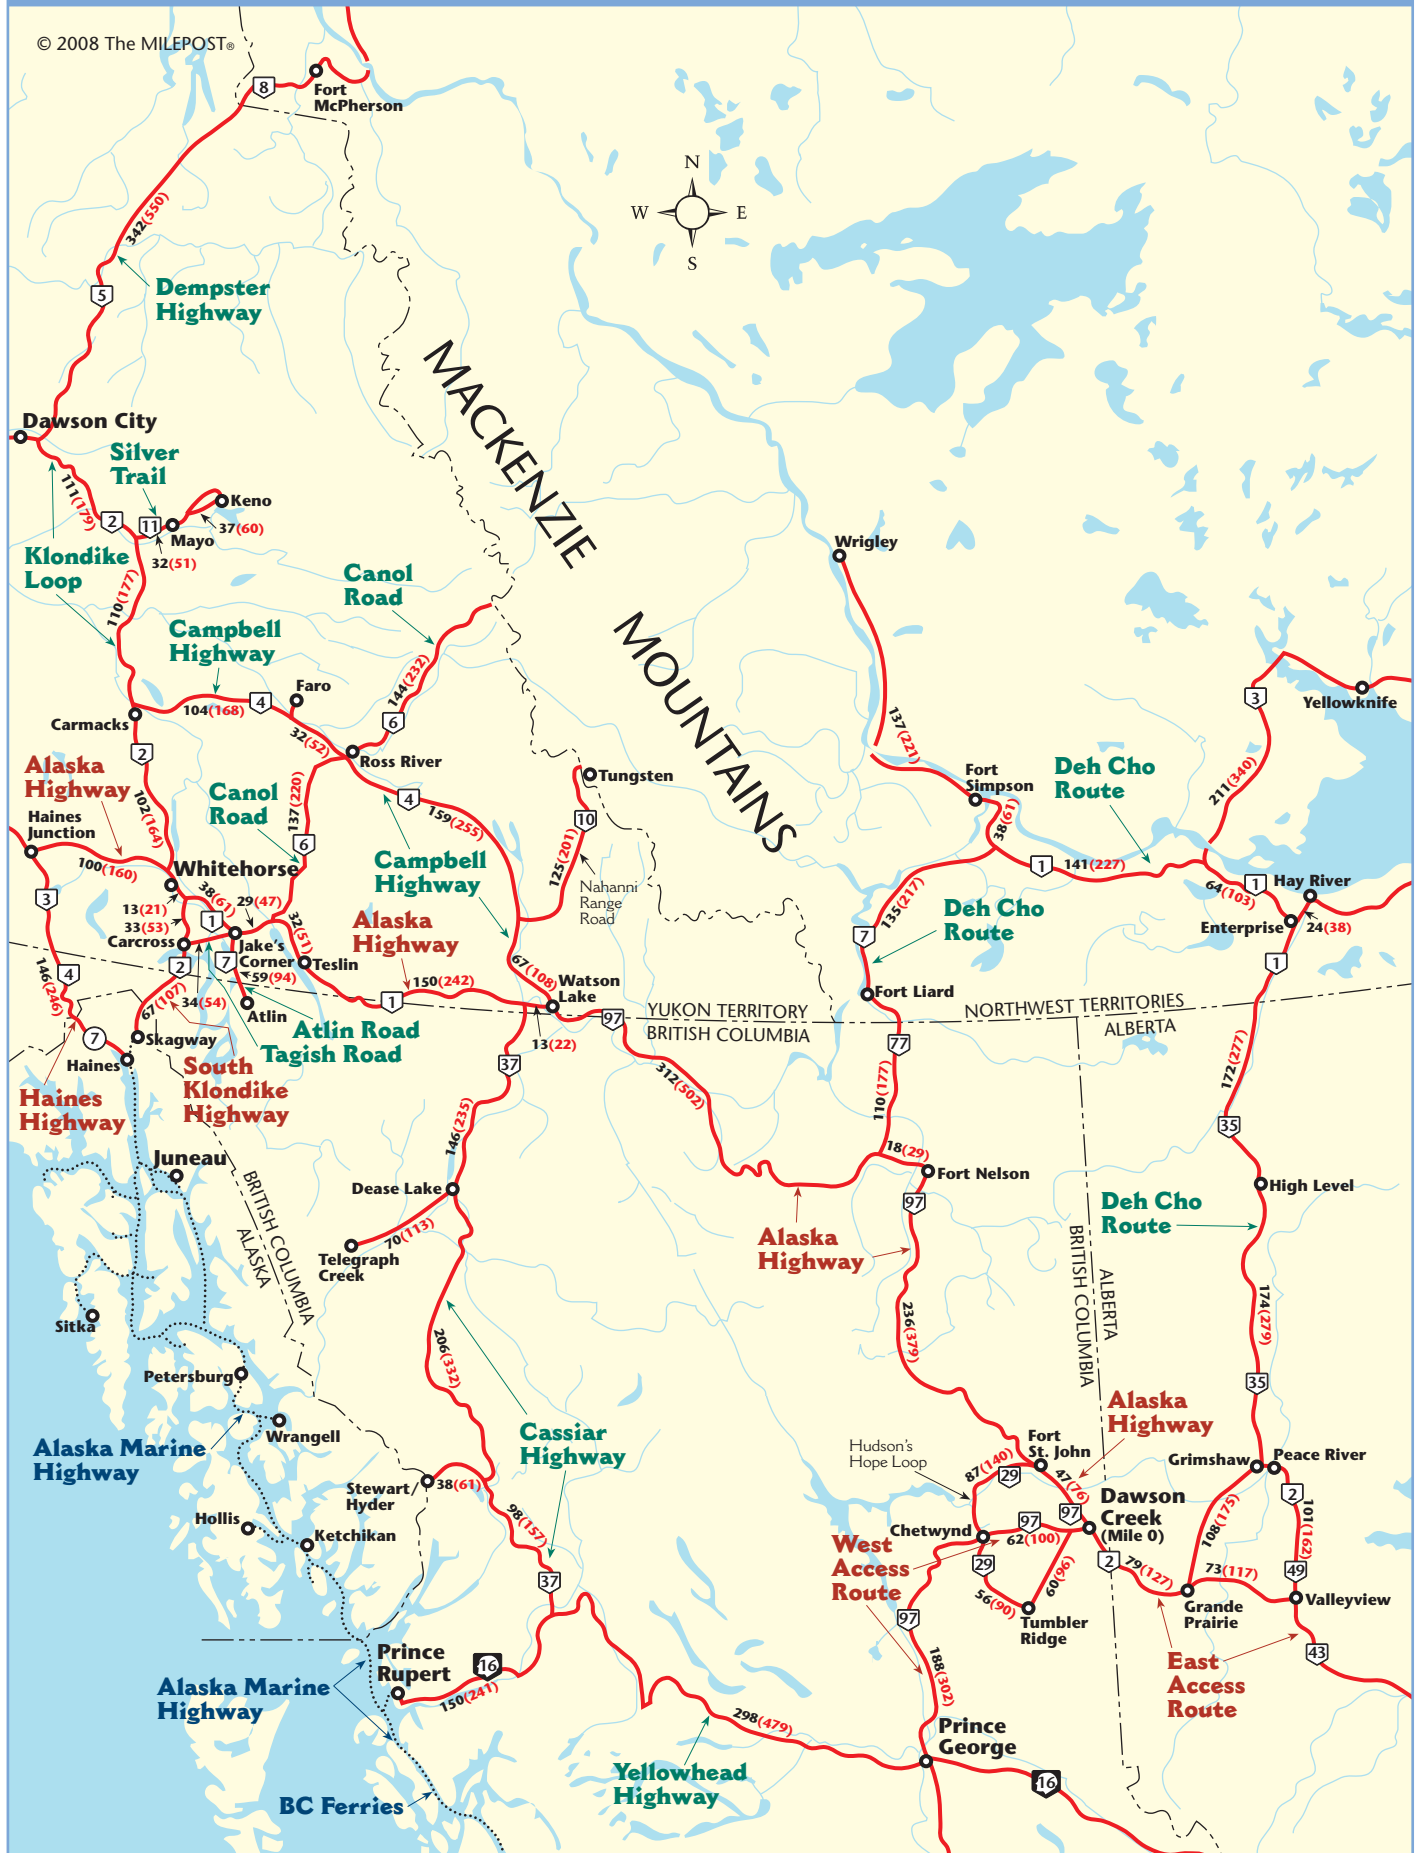 © 2008 The MILEPOST®
8
Fort
McPherson
342(550)
N
W
E
S
Dempster
Highway
5
MACKENZIE
MOUNTAINS
Dawson City
Silver
Trail
111(179)
2
11
Keno
37(60)
Mayo
32(51)
Klondike
Loop
110(177)
Canol
Road
Wrigley
Campbell
Highway
144(232)
Faro
104(168)
4
6
32(52)
Carmacks
2
Ross River
137(221)
3
Yellowknife
211(340)
Alaska
Highway
Canol
Road
137(220)
Tungsten
Fort
Simpson
Deh Cho
Route
4
159(255)
10
38(61)
Haines
Junction
102(164)
6
100(160)
Campbell
Highway
125(201)
1
141(227)
Whitehorse
Nahanni
Range
Road
3
38(61)
29(47)
13(21)
33(53)
1
Alaska
Highway
32(51)
135(217)
64(103)
1
Hay River
Deh Cho
Route
Enterprise
24(38)
7
Carcross
Jake's
Corner
Teslin
2
7
59(94)
4
146(246)
67(108)
150(242)
Watson
Lake
1
1
Fort Liard
67(107)
34(54)
Atlin
YUKON TERRITORY
BRITISH COLUMBIA
NORTHWEST TERRITORIES
ALBERTA
97
13(22)
Atlin Road
Tagish Road
7
Skagway
Haines
South
Klondike
Highway
Haines
Highway
37
77
312(502)
172(277)
110(177)
35
146(235)
18(29)
Juneau
BRITISH COLUMBIA
ALASKA
Dease Lake
Fort Nelson
High Level
70(113)
97
Telegraph
Creek
Deh Cho
Route
Alaska
Highway
BRITISH COLUMBIA
ALBERTA
Sitka
206(332)
236(379)
174(279)
Petersburg
35
Alaska
Highway
Wrangell
Cassiar
Highway
Alaska Marine
Highway
Hudson's
Hope Loop
Fort
St. John
Grimshaw
Peace River
87(140)
29
47(76)
2
Stewart/
Hyder
38(61)
98(157)
Dawson
Creek
(Mile 0)
108(175)
101(162)
97
97
Hollis
Ketchikan
Chetwynd
62(100)
West
Access
Route
29
2
79(127)
73(117)
49
37
56(90)
60(96)
Grande
Prairie
Valleyview
97
Tumbler
Ridge
43
Prince
Rupert
16
188(302)
East
Access
Route
150(241)
Alaska Marine
Highway
298(479)
Prince
George
Yellowhead
Highway
16
BC Ferries